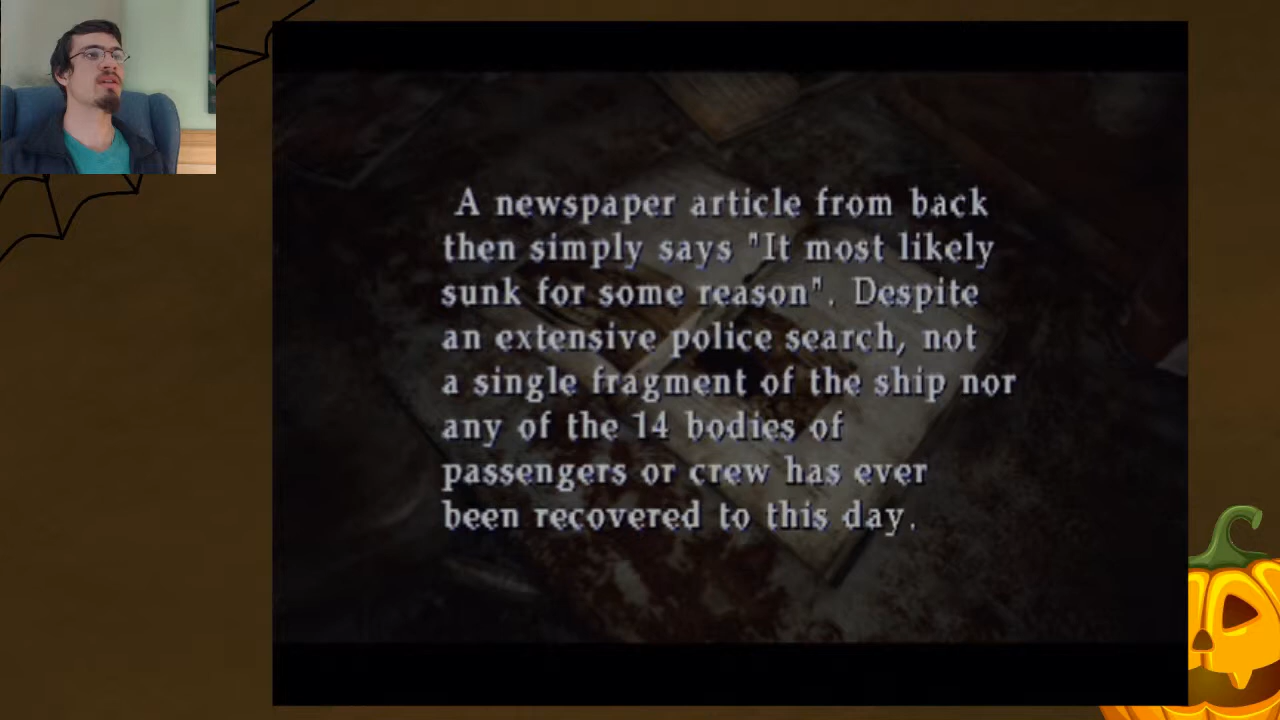 A newspaper article from back
then simply says "It most likely
sunk for some reason". Despite
an extensive police search, not
a single fragment of the ship nor
any of the 14 bodies of
passengers or crew has ever
been recovered to this day.